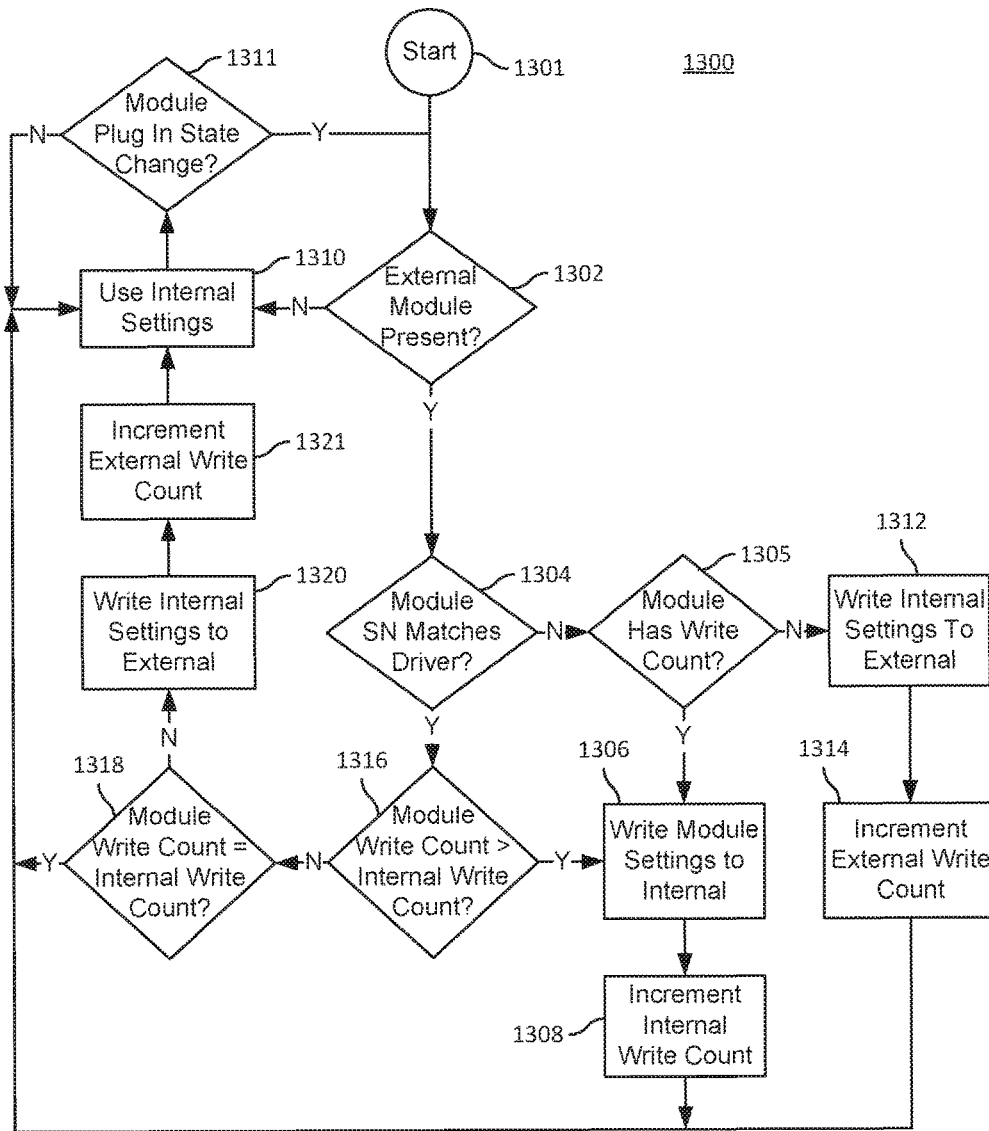 1311
Start
1301
1300
Module
Plug In State
Change?
N
Y
1310
Use Internal
Settings
N
External
Module
Present?
1302
Y
Increment
External Write
Count
1321
1320
Write Internal
Settings to
External
1304
Module
SN Matches
Driver?
N
1305
Module
Has Write
Count?
N
1312
Write Internal
Settings To
External
N
Y
Y
1318
Module
Write Count =
Internal Write
Count?
Y
1316
Module
Write Count >
Internal Write
Count?
N
Y
1306
Write Module
Settings to
Internal
1314
Increment
External Write
Count
1308
Increment
Internal
Write Count